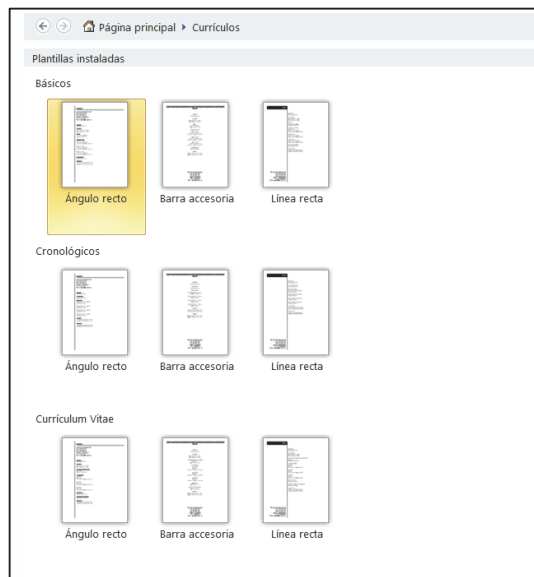 Página principal ▸ Currículos
Plantillas instaladas
Básicos
Ángulo recto Barra accesoria Línea recta
Cronológicos
Ángulo recto Barra accesoria Línea recta
Currículum Vitae
Ángulo recto Barra accesoria Línea recta